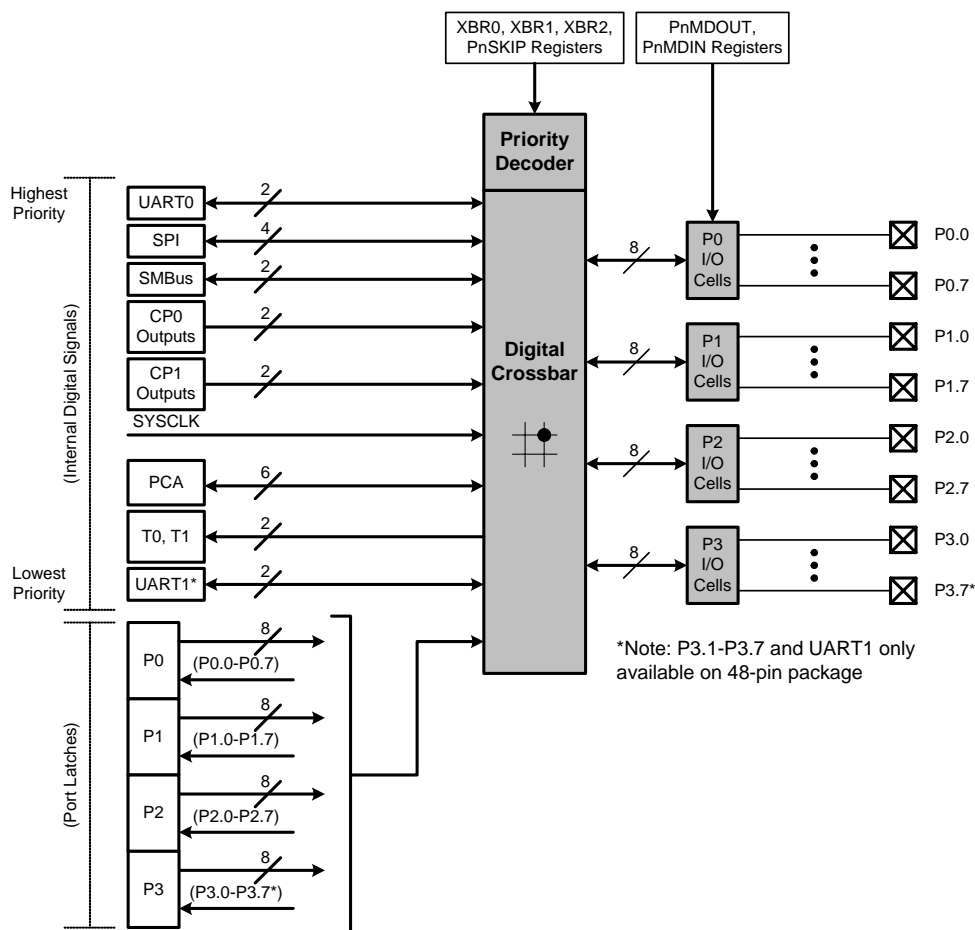 XBR0, XBR1, XBR2,
PnSKIP Registers
PnMDOUT,
PnMDIN Registers
Priority
Decoder
Highest
Priority
(Internal Digital Signals)
Lowest
Priority
UART0
2
SPI
4
SMBus
2
CP0
Outputs
2
CP1
Outputs
2
SYSCLK
PCA
6
T0, T1
2
UART1*
2
Digital
Crossbar
8
P0
I/O
Cells
P0.0
P0.7
8
P1
I/O
Cells
P1.0
P1.7
8
P2
I/O
Cells
P2.0
P2.7
8
P3
I/O
Cells
P3.0
P3.7*
*Note: P3.1-P3.7 and UART1 only
available on 48-pin package
(Port Latches)
P0
8
(P0.0-P0.7)
P1
8
(P1.0-P1.7)
P2
8
(P2.0-P2.7)
P3
8
(P3.0-P3.7*)